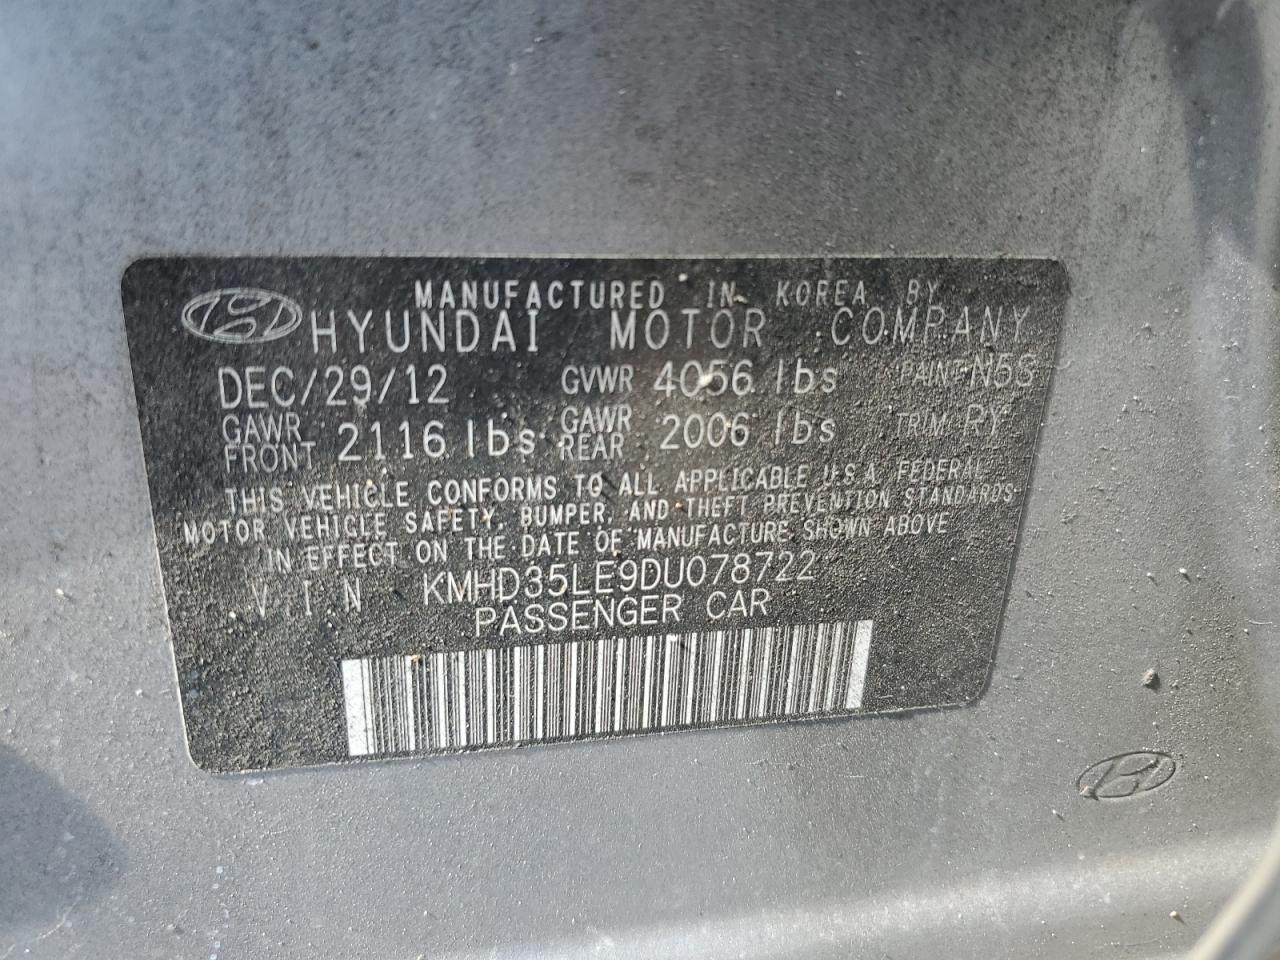 MANUFACTURED IN KOREA BY
HYUNDAI MOTOR COMPANY
DEC/29/12 GVWR 4056 lbs PAINT N5S
GAWR FRONT 2116 lbs GAWR REAR 2006 lbs TRIM RY
THIS VEHICLE CONFORMS TO ALL APPLICABLE U.S.A. FEDERAL
MOTOR VEHICLE SAFETY, BUMPER, AND THEFT PREVENTION STANDARDS
IN EFFECT ON THE DATE OF MANUFACTURE SHOWN ABOVE
VIN KMHD35LE9DU078722
PASSENGER CAR